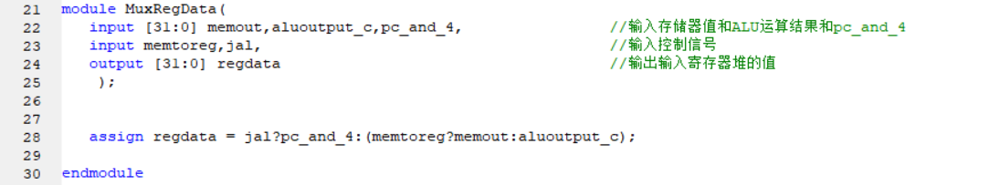 21 module MuxRegData(
22 input [31:0] memout,aluoutput_c,pc_and_4, //输入存储器值和ALU运算结果和pc_and_4
23 input memtoreg,jal, //输入控制信号
24 output [31:0] regdata //输出输入寄存器堆的值
25 );
26
27
28 assign regdata = jal?pc_and_4:(memtoreg?memout:aluoutput_c);
29
30 endmodule